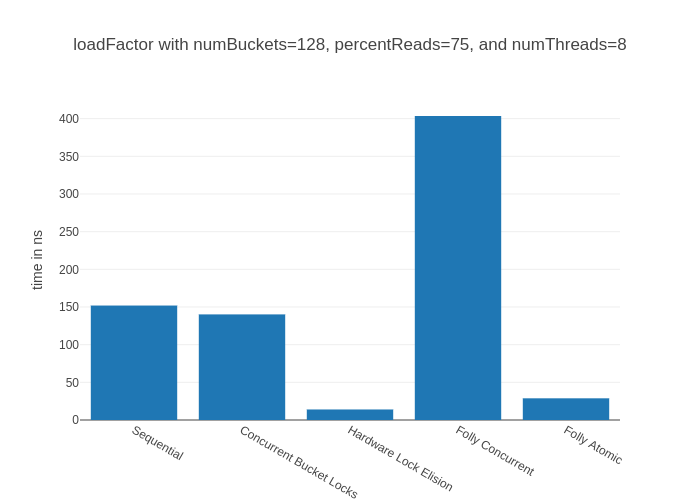 loadFactor with numBuckets=128, percentReads=75, and numThreads=8
time in ns
400
350
300
250
200
150
100
50
0
Sequential
Concurrent Bucket Locks
Hardware Lock Elision
Folly Concurrent
Folly Atomic